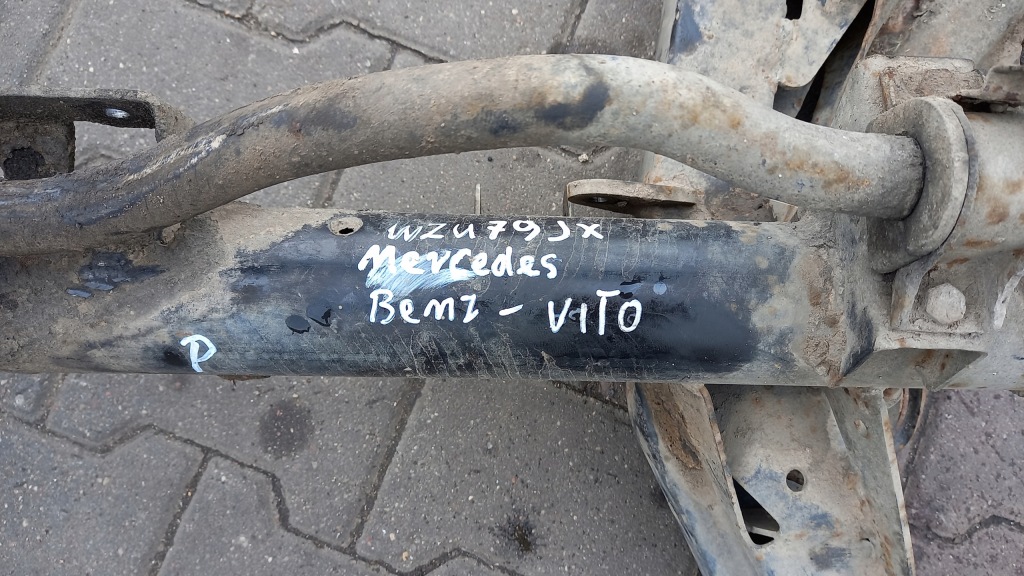 WZU79JX
Mercedes
Benz - VITO
P